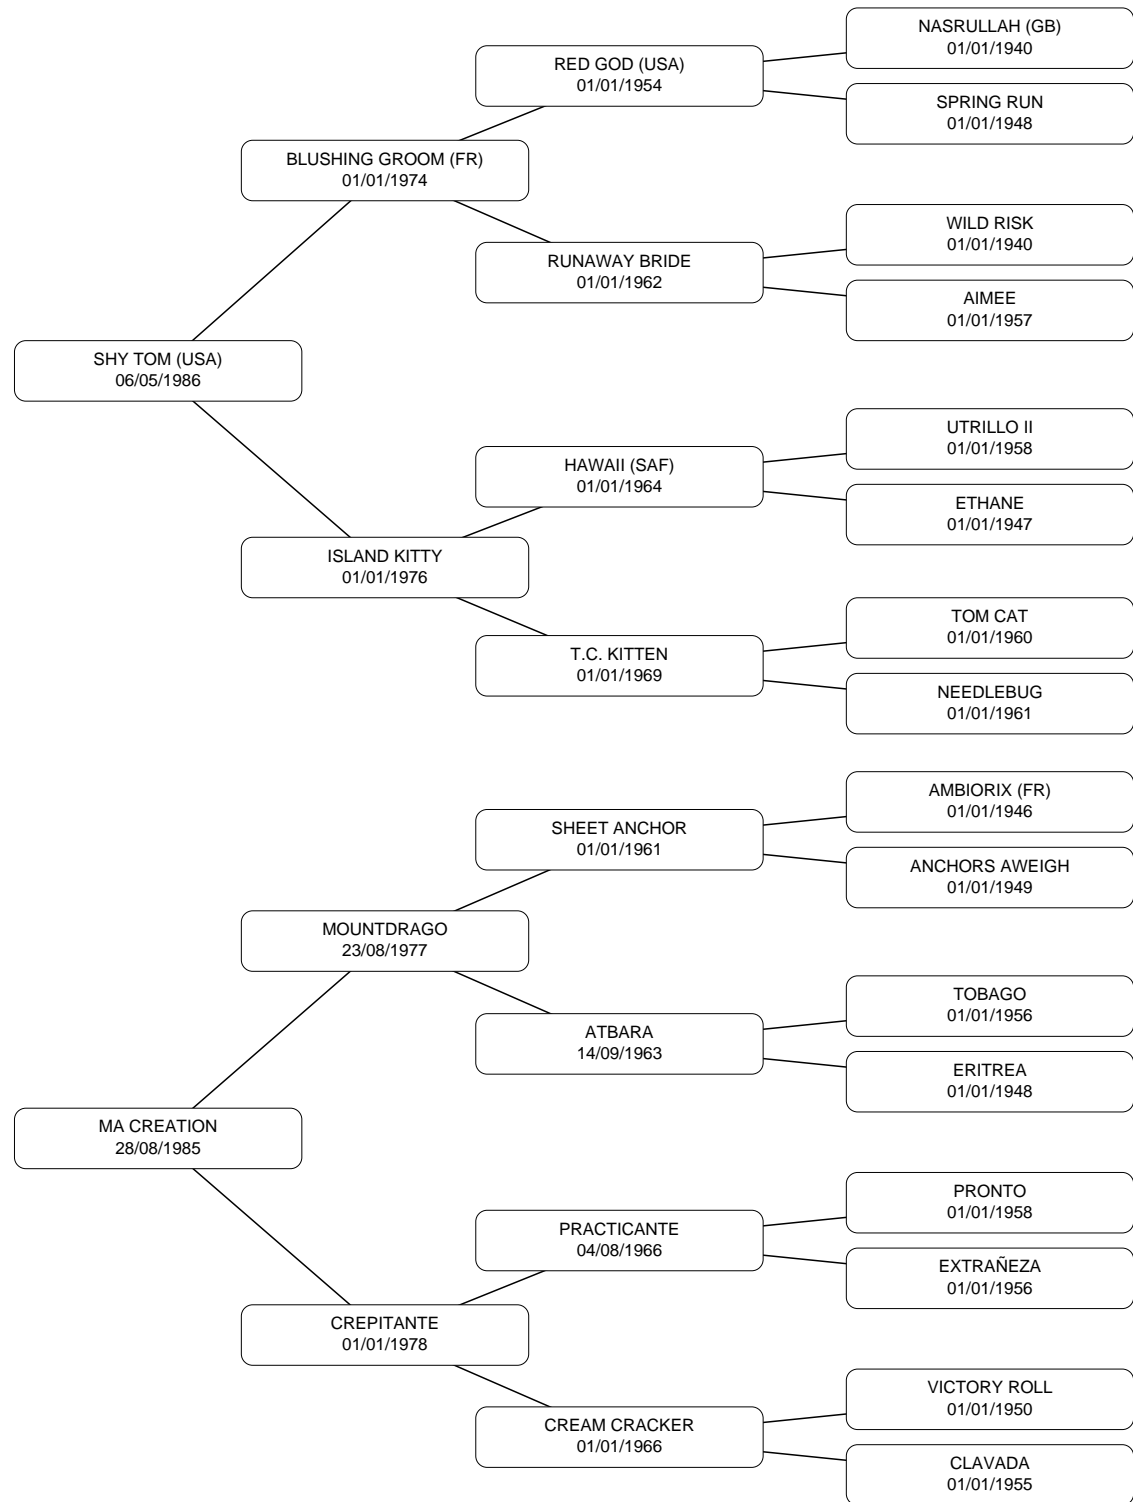 NASRULLAH (GB)
01/01/1940
RED GOD (USA)
01/01/1954
SPRING RUN
01/01/1948
BLUSHING GROOM (FR)
01/01/1974
WILD RISK
01/01/1940
RUNAWAY BRIDE
01/01/1962
AIMEE
01/01/1957
SHY TOM (USA)
06/05/1986
UTRILLO II
01/01/1958
HAWAII (SAF)
01/01/1964
ETHANE
01/01/1947
ISLAND KITTY
01/01/1976
TOM CAT
01/01/1960
T.C. KITTEN
01/01/1969
NEEDLEBUG
01/01/1961
AMBIORIX (FR)
01/01/1946
SHEET ANCHOR
01/01/1961
ANCHORS AWEIGH
01/01/1949
MOUNTDRAGO
23/08/1977
TOBAGO
01/01/1956
ATBARA
14/09/1963
ERITREA
01/01/1948
MA CREATION
28/08/1985
PRONTO
01/01/1958
PRACTICANTE
04/08/1966
EXTRAÑEZA
01/01/1956
CREPITANTE
01/01/1978
VICTORY ROLL
01/01/1950
CREAM CRACKER
01/01/1966
CLAVADA
01/01/1955